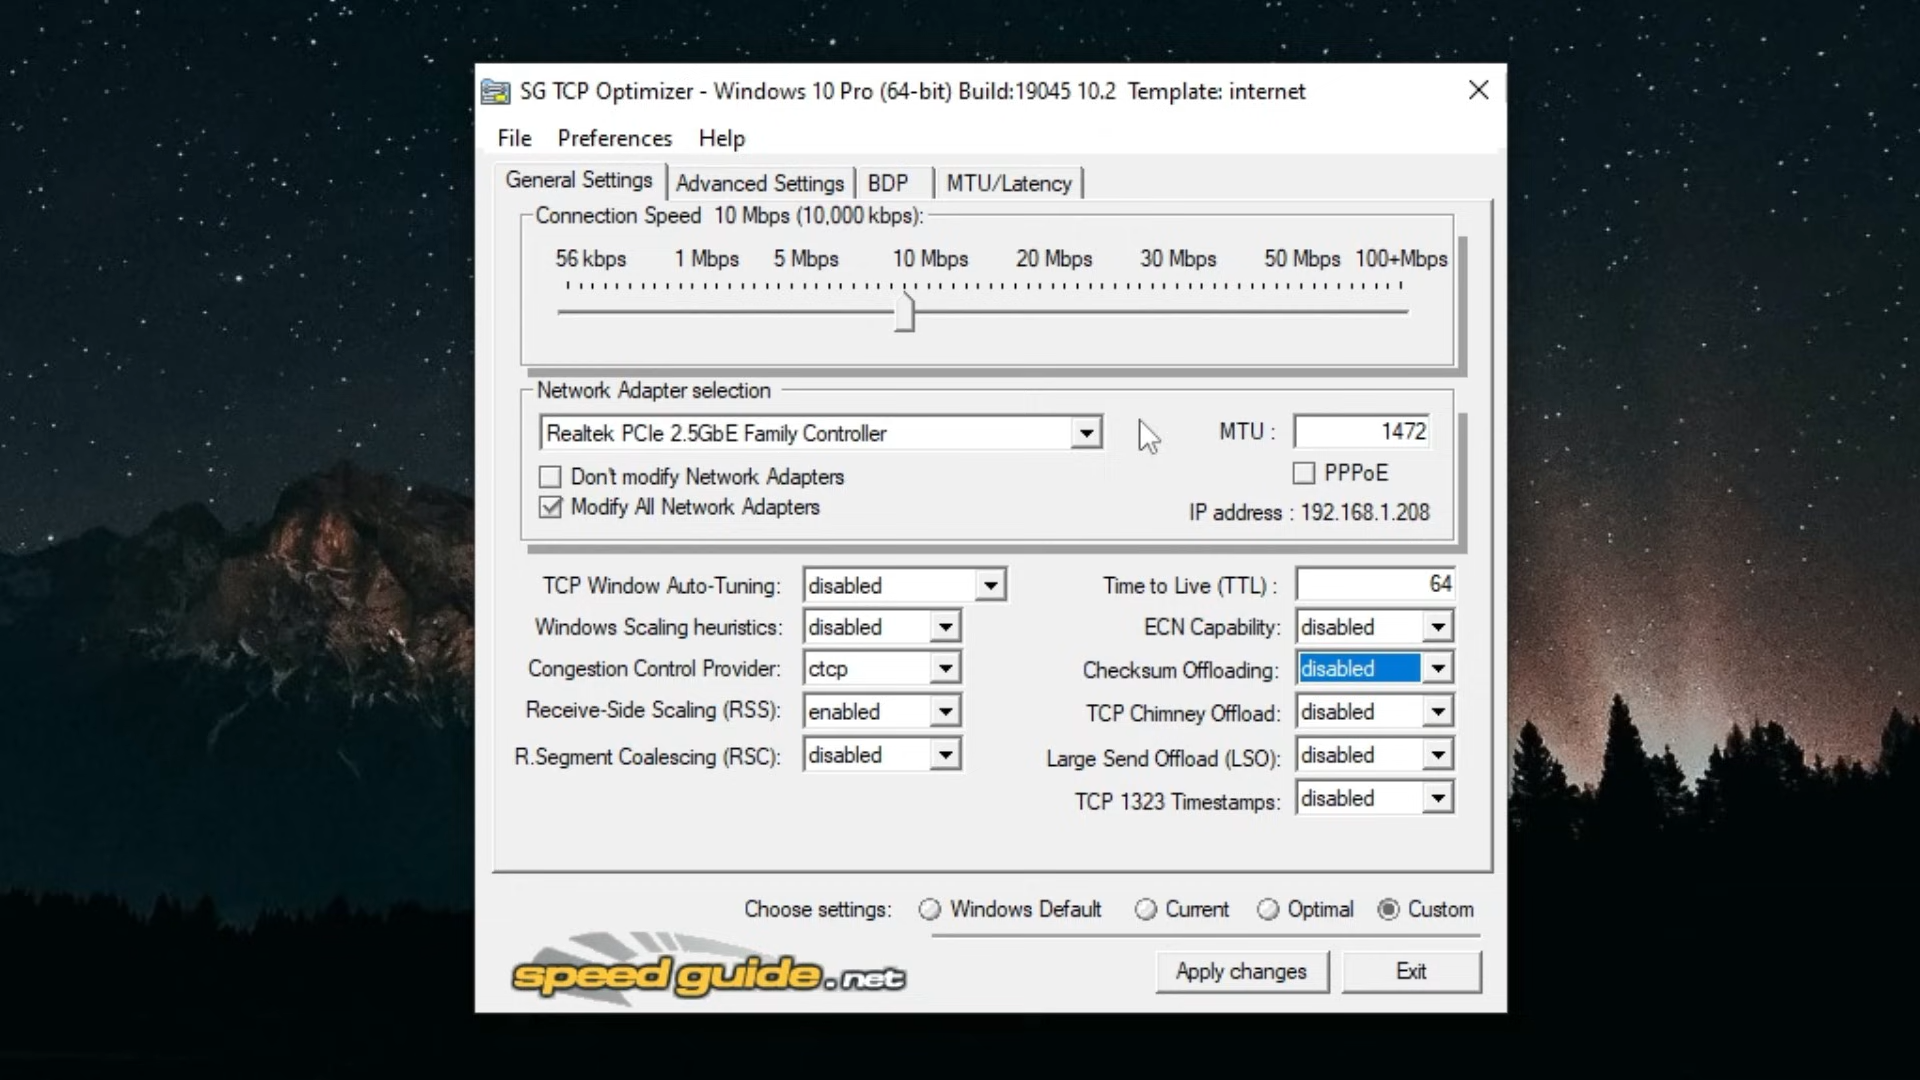 SG TCP Optimizer - Windows 10 Pro (64-bit) Build:19045 10.2  Template: internet
File Preferences Help
General Settings Advanced Settings BDP MTU/Latency
Connection Speed  10 Mbps (10,000 kbps):
56 kbps 1 Mbps 5 Mbps 10 Mbps 20 Mbps 30 Mbps 50 Mbps 100+Mbps
Network Adapter selection
Realtek PCIe 2.5GbE Family Controller MTU : 1472
Don't modify Network Adapters PPPoE
Modify All Network Adapters IP address : 192.168.1.208
TCP Window Auto-Tuning: disabled Time to Live (TTL) : 64
Windows Scaling heuristics: disabled ECN Capability: disabled
Congestion Control Provider: ctcp Checksum Offloading: disabled
Receive-Side Scaling (RSS): enabled TCP Chimney Offload: disabled
R.Segment Coalescing (RSC): disabled Large Send Offload (LSO): disabled
TCP 1323 Timestamps: disabled
Choose settings: Windows Default Current Optimal Custom
speedguide.net Apply changes Exit